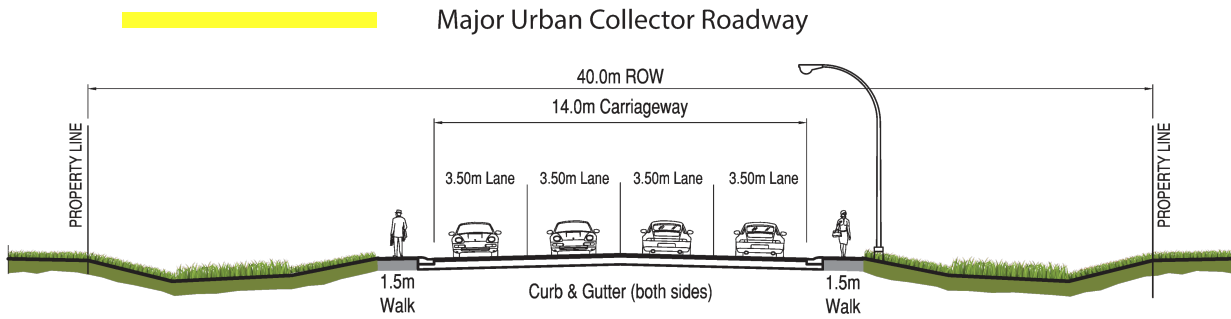 Major Urban Collector Roadway
40.0m ROW
14.0m Carriageway
PROPERTY LINE
3.50m Lane
3.50m Lane
3.50m Lane
3.50m Lane
PROPERTY LINE
1.5m
Walk
Curb & Gutter (both sides)
1.5m
Walk